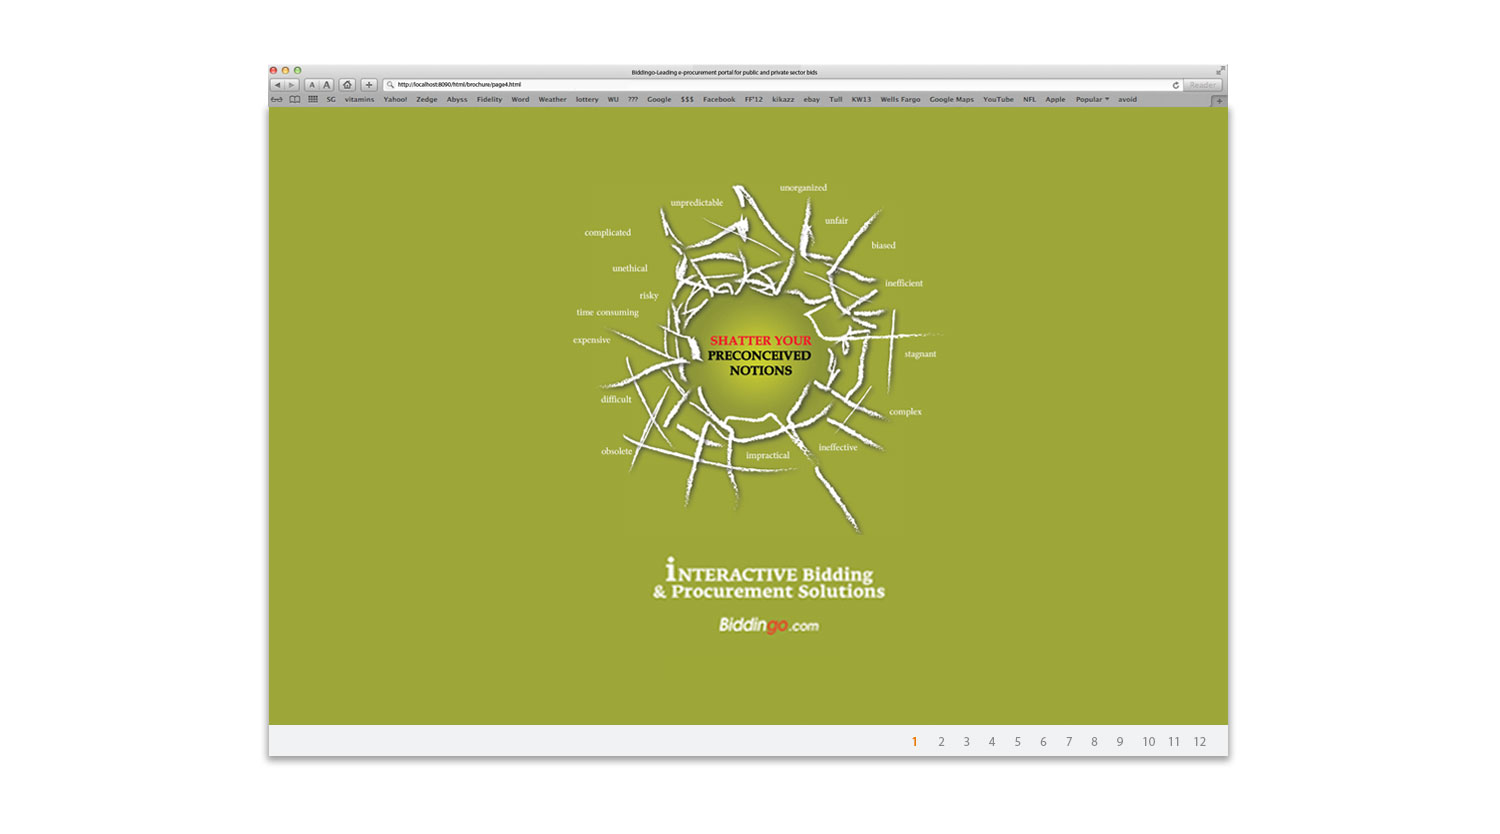 Biddingo-Leading e-procurement portal for public and private sector bids
A A + http://localhost:8090/html/brochure/page4.html Reader
SG vitamins Yahoo! Zedge Abyss Fidelity Word Weather lottery WU ??? Google $$$ Facebook FF'12 kikazz ebay Tull KW13 Wells Fargo Google Maps YouTube NFL Apple Popular avoid +
unorganized
unpredictable
unfair
complicated
biased
unethical
inefficient
risky
time consuming
expensive
SHATTER YOUR
PRECONCEIVED
NOTIONS
stagnant
difficult
complex
obsolete
impractical
ineffective
iNTERACTIVE Bidding
& Procurement Solutions
Biddingo.com
1 2 3 4 5 6 7 8 9 10 11 12